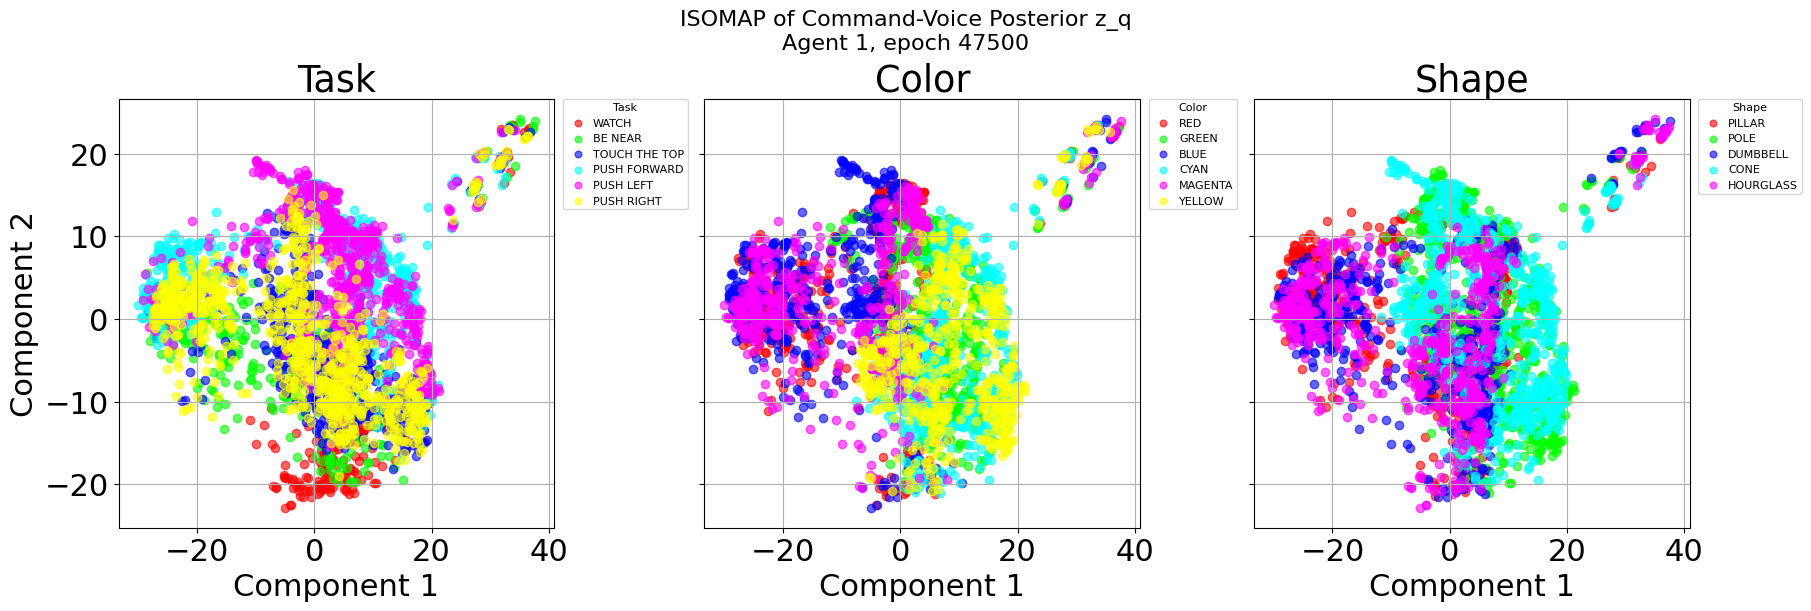 ISOMAP of Command-Voice Posterior z_q
Agent 1, epoch 47500
Task
Color
Shape
Task
WATCH
BE NEAR
TOUCH THE TOP
PUSH FORWARD
PUSH LEFT
PUSH RIGHT
Color
RED
GREEN
BLUE
CYAN
MAGENTA
YELLOW
Shape
PILLAR
POLE
DUMBBELL
CONE
HOURGLASS
Component 2
20
10
0
−10
−20
−20 0 20 40
−20 0 20 40
−20 0 20 40
Component 1
Component 1
Component 1